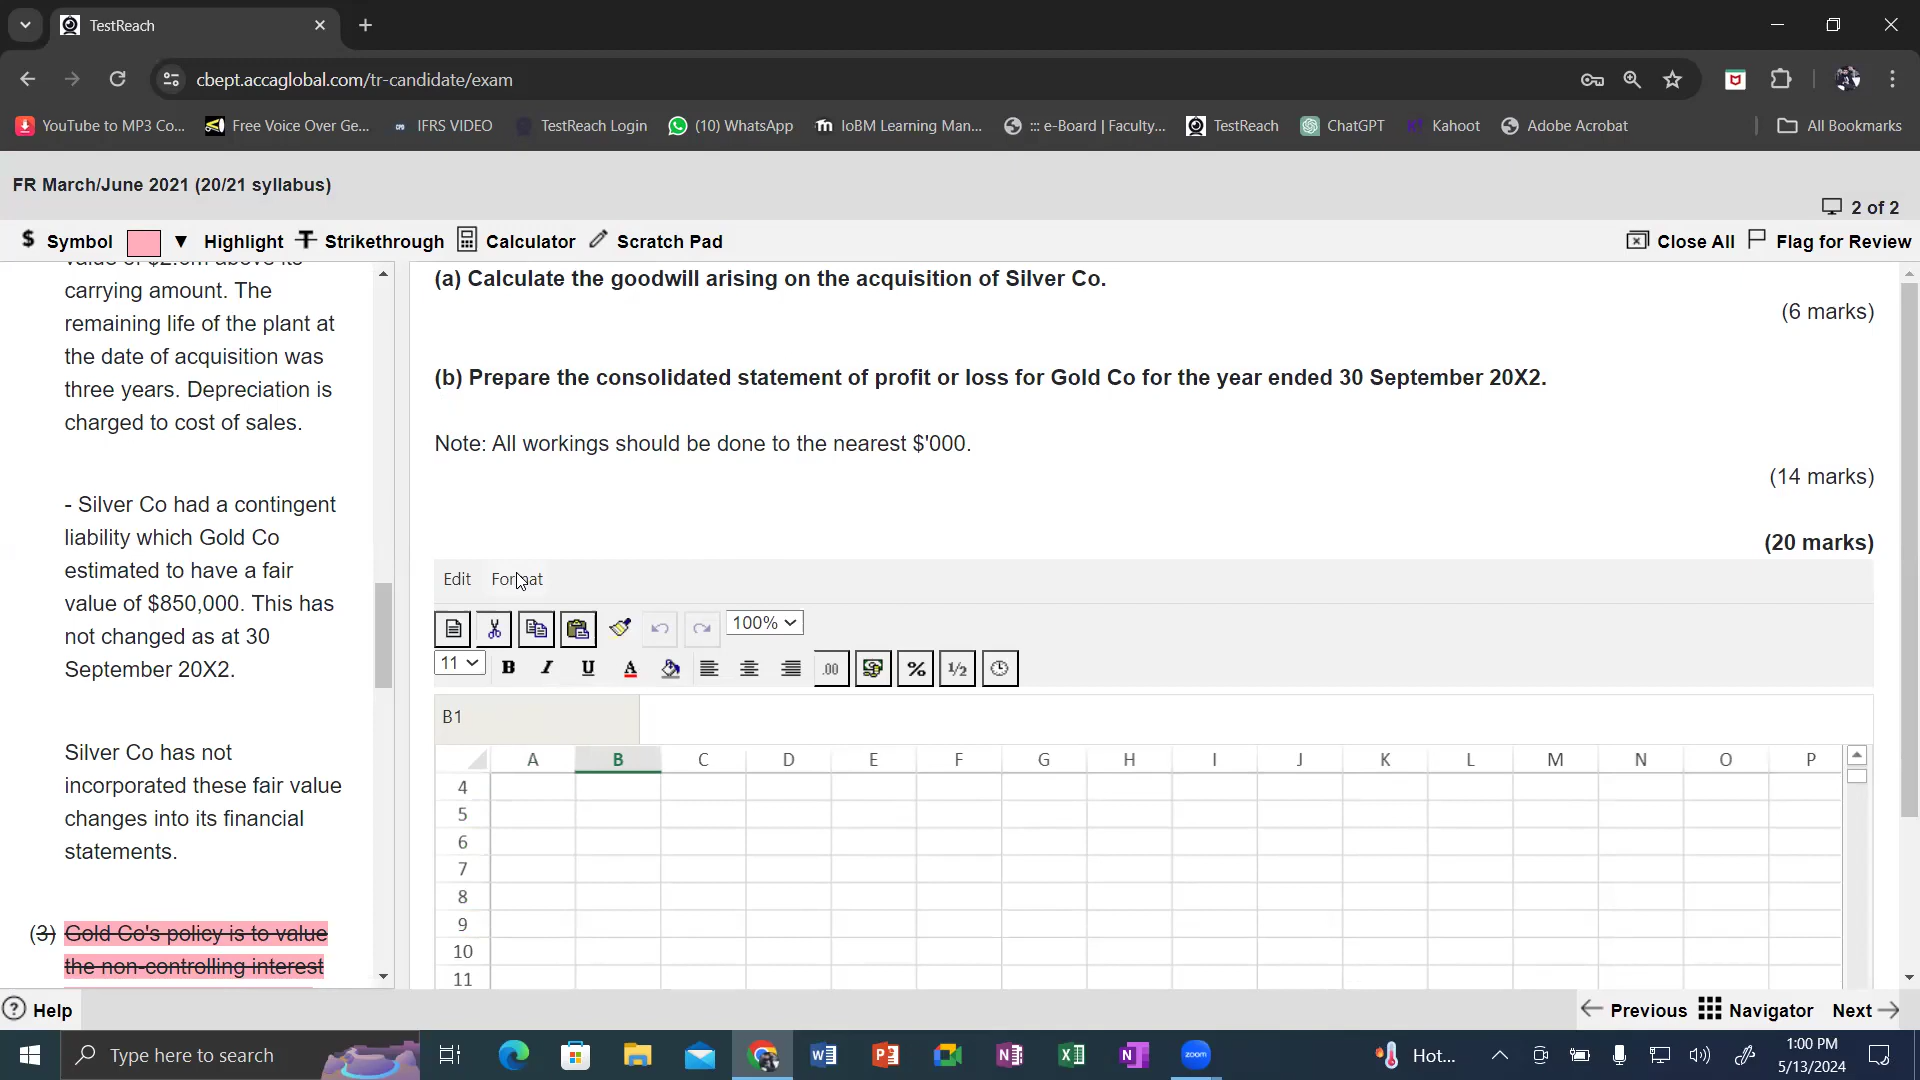 TestReach
cbept.accaglobal.com/tr-candidate/exam
YouTube to MP3 Co...
Free Voice Over Ge...
IFRS VIDEO
TestReach Login
(10) WhatsApp
IoBM Learning Man...
::: e-Board | Faculty...
TestReach
ChatGPT
Kahoot
Adobe Acrobat
All Bookmarks
FR March/June 2021 (20/21 syllabus)
2 of 2
$ Symbol
Highlight
Strikethrough
Calculator
Scratch Pad
Close All
Flag for Review
value of $2.6m above its
carrying amount. The
remaining life of the plant at
the date of acquisition was
three years. Depreciation is
charged to cost of sales.
- Silver Co had a contingent
liability which Gold Co
estimated to have a fair
value of $850,000. This has
not changed as at 30
September 20X2.
Silver Co has not
incorporated these fair value
changes into its financial
statements.
(3) Gold Co's policy is to value
the non-controlling interest
(a) Calculate the goodwill arising on the acquisition of Silver Co.
(6 marks)
(b) Prepare the consolidated statement of profit or loss for Gold Co for the year ended 30 September 20X2.
Note: All workings should be done to the nearest $'000.
(14 marks)
(20 marks)
Edit Format
100%
11 B I U A .00 % 1/2
B1
A B C D E F G H I J K L M N O P
4
5
6
7
8
9
10
11
Help
Previous
Navigator
Next
Type here to search
zoom
Hot...
1:00 PM
5/13/2024